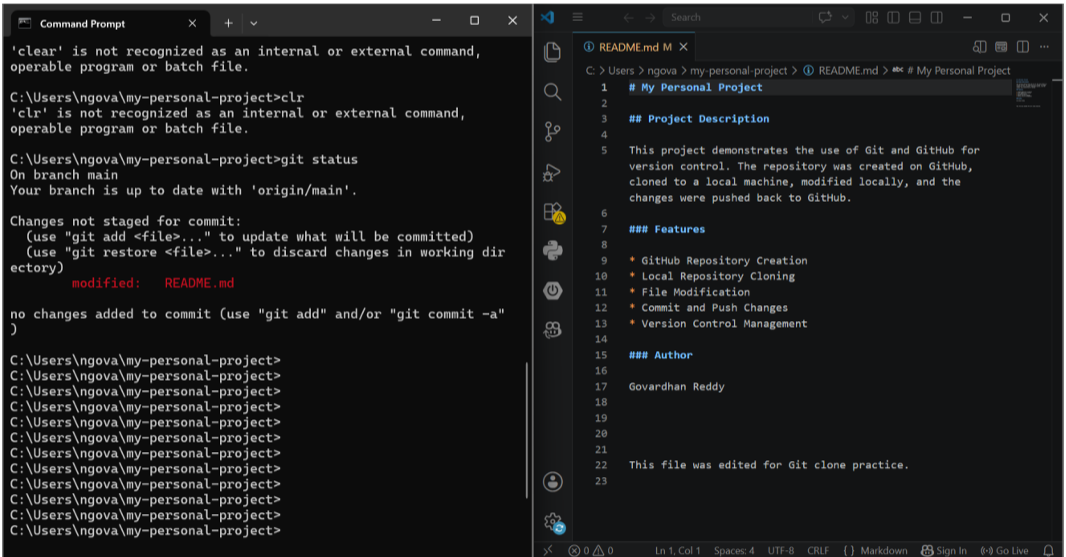 Command Prompt
'clear' is not recognized as an internal or external command,
operable program or batch file.
C:\Users\ngova\my-personal-project>clr
'clr' is not recognized as an internal or external command,
operable program or batch file.
C:\Users\ngova\my-personal-project>git status
On branch main
Your branch is up to date with 'origin/main'.
Changes not staged for commit:
  (use "git add <file>..." to update what will be committed)
  (use "git restore <file>..." to discard changes in working dir
ectory)
        modified:   README.md
no changes added to commit (use "git add" and/or "git commit -a"
)
C:\Users\ngova\my-personal-project>
C:\Users\ngova\my-personal-project>
C:\Users\ngova\my-personal-project>
C:\Users\ngova\my-personal-project>
C:\Users\ngova\my-personal-project>
C:\Users\ngova\my-personal-project>
C:\Users\ngova\my-personal-project>
C:\Users\ngova\my-personal-project>
C:\Users\ngova\my-personal-project>
C:\Users\ngova\my-personal-project>
C:\Users\ngova\my-personal-project>
C:\Users\ngova\my-personal-project>
Search
README.md M
C: > Users > ngova > my-personal-project > README.md > abc # My Personal Project
1 # My Personal Project
2
3 ## Project Description
4
5 This project demonstrates the use of Git and GitHub for
version control. The repository was created on GitHub,
cloned to a local machine, modified locally, and the
changes were pushed back to GitHub.
6
7 ### Features
8
9 * GitHub Repository Creation
10 * Local Repository Cloning
11 * File Modification
12 * Commit and Push Changes
13 * Version Control Management
14
15 ### Author
16
17 Govardhan Reddy
18
19
20
21
22 This file was edited for Git clone practice.
23
0 0 Ln 1, Col 1 Spaces: 4 UTF-8 CRLF { } Markdown Sign In Go Live